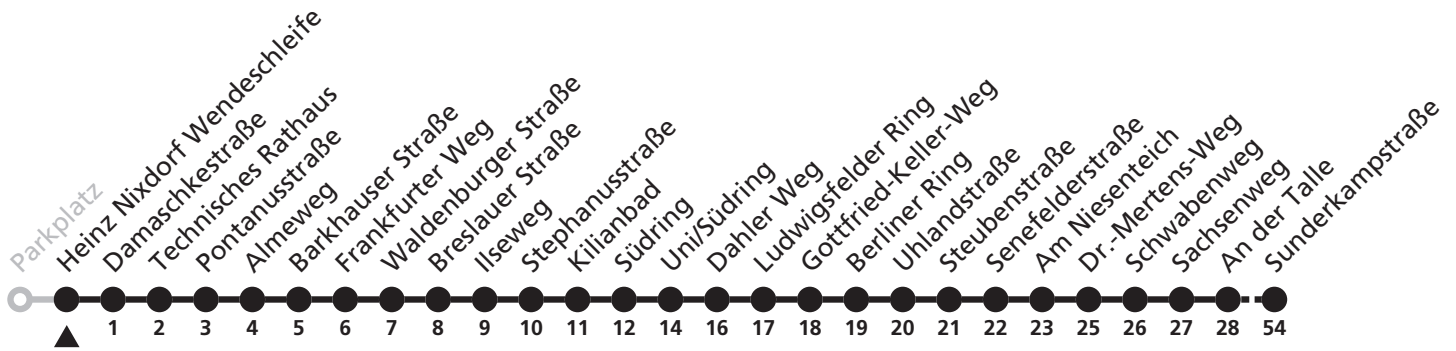 Parkplatz
Heinz Nixdorf Wendeschleife
Damaschkestraße
Technisches Rathaus
Pontanusstraße
Almeweg
Barkhauser Straße
Frankfurter Weg
Waldenburger Straße
Breslauer Straße
Ilseweg
Stephanusstraße
Kilianbad
Südring
Uni/Südring
Dahler Weg
Ludwigsfelder Ring
Gottfried-Keller-Weg
Berliner Ring
Uhlandstraße
Steubenstraße
Senefelderstraße
Am Niesenteich
Dr.-Mertens-Weg
Schwabenweg
Sachsenweg
An der Talle
Sunderkampstraße
1 2 3 4 5 6 7 8 9 10 11 12 14 16 17 18 19 20 21 22 23 25 26 27 28 54